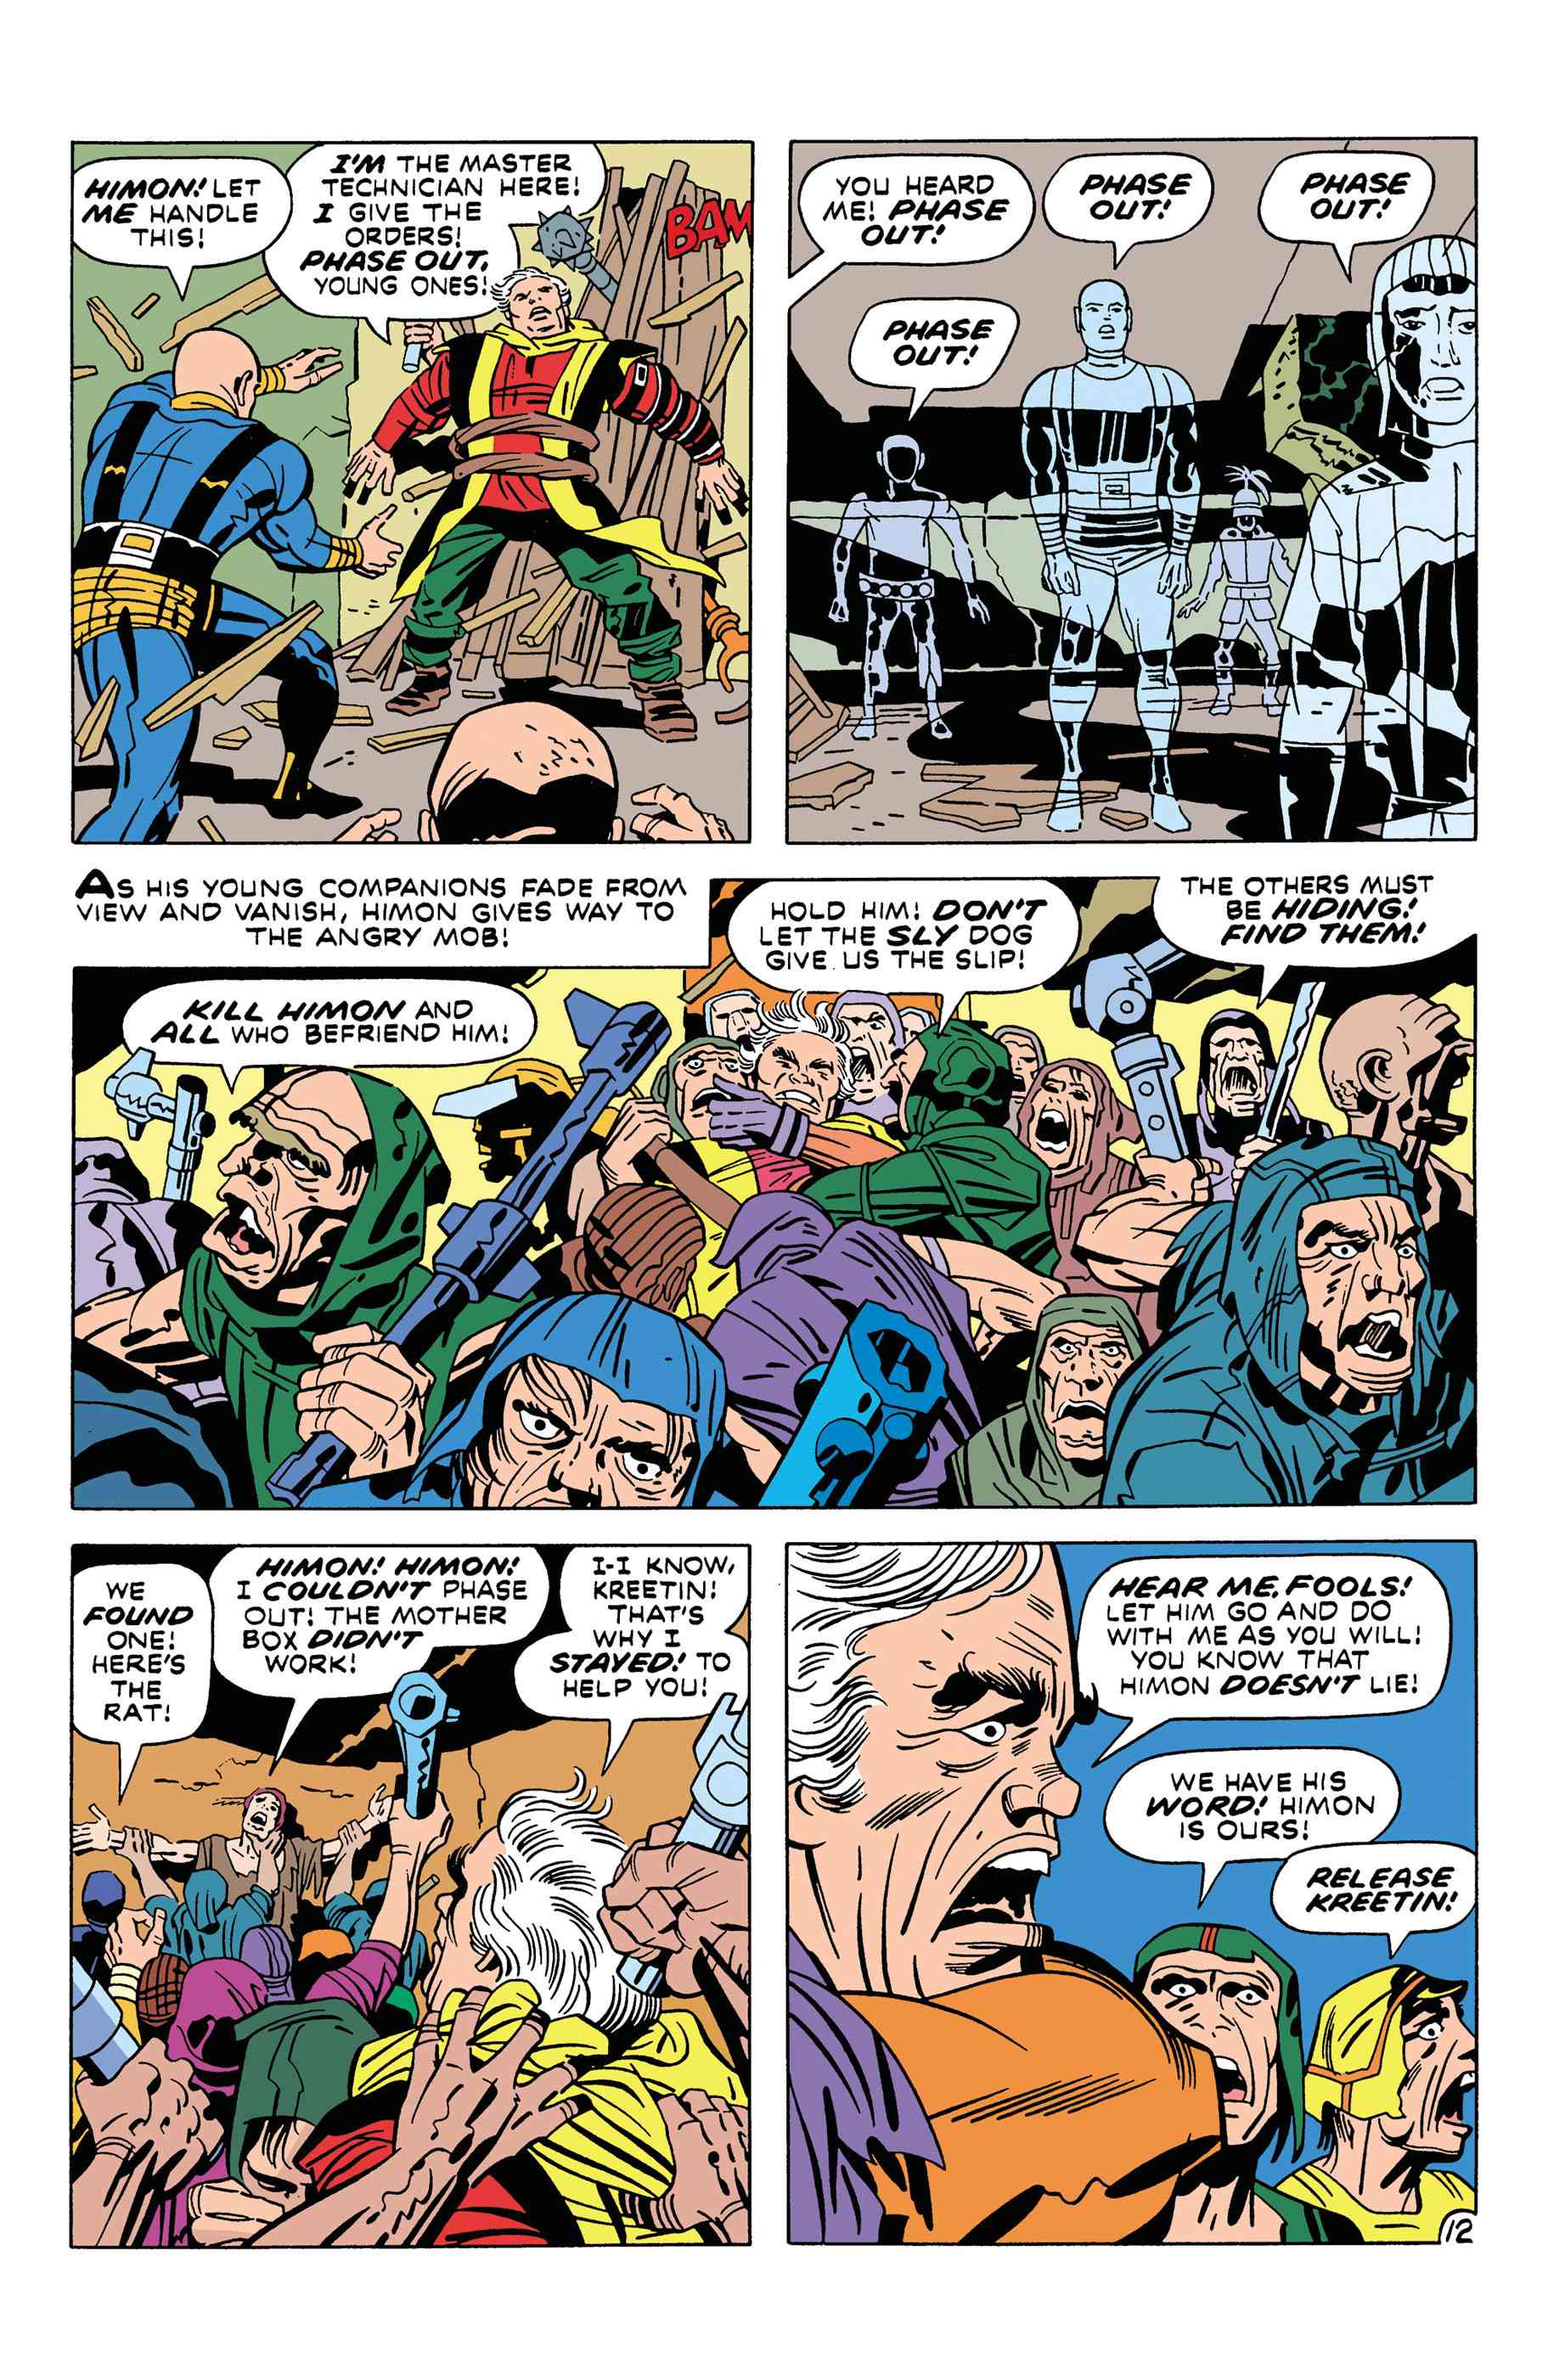 HIMON! LET
ME HANDLE
THIS!
I'M THE MASTER
TECHNICIAN HERE!
I GIVE THE
ORDERS!
PHASE OUT,
YOUNG ONES!
BAM
YOU HEARD
ME! PHASE
OUT!
PHASE
OUT!
PHASE
OUT!
PHASE
OUT!
AS HIS YOUNG COMPANIONS FADE FROM
VIEW AND VANISH, HIMON GIVES WAY TO
THE ANGRY MOB!
KILL HIMON AND
ALL WHO BEFRIEND HIM!
HOLD HIM! DON'T
LET THE SLY DOG
GIVE US THE SLIP!
THE OTHERS MUST
BE HIDING!
FIND THEM!
WE
FOUND
ONE!
HERE'S
THE
RAT!
HIMON! HIMON!
I COULDN'T PHASE
OUT! THE MOTHER
BOX DIDN'T
WORK!
I-I KNOW,
KREETIN!
THAT'S
WHY I
STAYED! TO
HELP YOU!
HEAR ME, FOOLS!
LET HIM GO AND DO
WITH ME AS YOU WILL!
YOU KNOW THAT
HIMON DOESN'T LIE!
WE HAVE HIS
WORD! HIMON
IS OURS!
RELEASE
KREETIN!
12